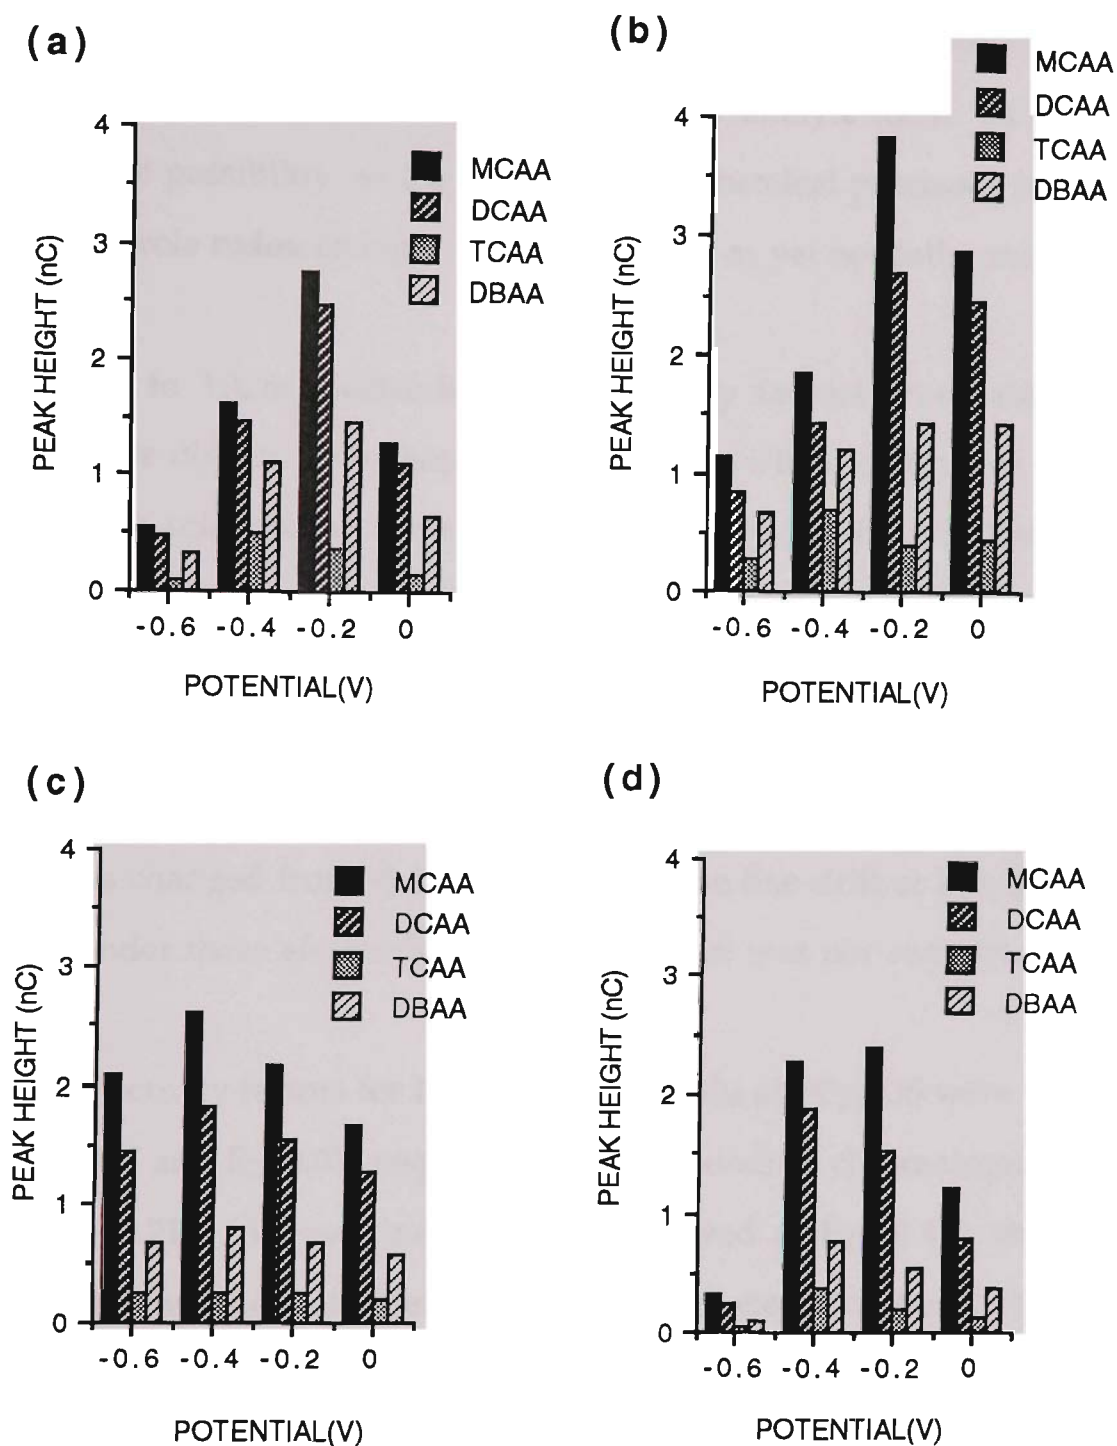 (a)
4
3
2
1
0
PEAK HEIGHT (nC)
MCAA
DCAA
TCAA
DBAA
-0.6 -0.4 -0.2 0
POTENTIAL(V)
(b)
4
3
2
1
0
PEAK HEIGHT (nC)
MCAA
DCAA
TCAA
DBAA
-0.6 -0.4 -0.2 0
POTENTIAL(V)
(c)
4
3
2
1
0
PEAK HEIGHT (nC)
MCAA
DCAA
TCAA
DBAA
-0.6 -0.4 -0.2 0
POTENTIAL(V)
(d)
4
3
2
1
0
PEAK HEIGHT (nC)
MCAA
DCAA
TCAA
DBAA
-0.6 -0.4 -0.2 0
POTENTIAL(V)